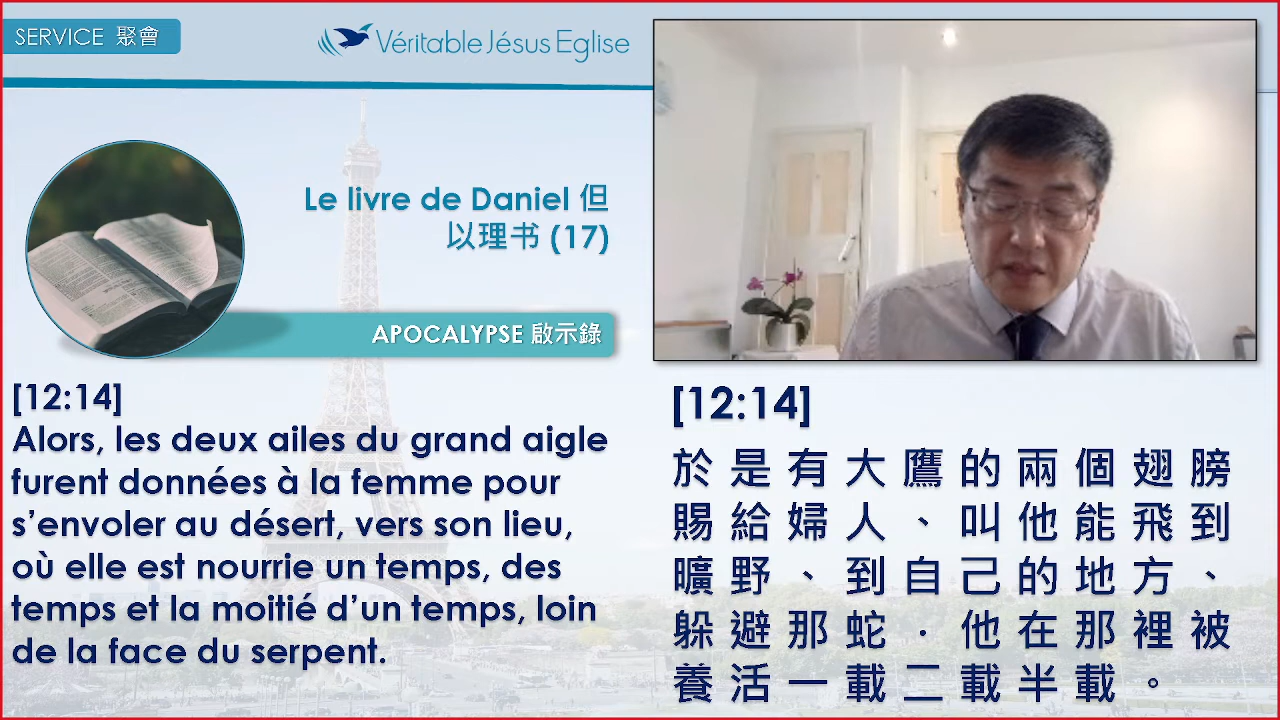 SERVICE 聚會
Véritable Jésus Eglise
Le livre de Daniel 但
以理书 (17)
APOCALYPSE 啟示錄
[12:14]
Alors, les deux ailes du grand aigle
furent données à la femme pour
s’envoler au désert, vers son lieu,
où elle est nourrie un temps, des
temps et la moitié d’un temps, loin
de la face du serpent.
[12:14]
於是有大鷹的兩個翅膀
賜給婦人、叫他能飛到
曠野、到自己的地方、
躲避那蛇．他在那裡被
養活一載二載半載。